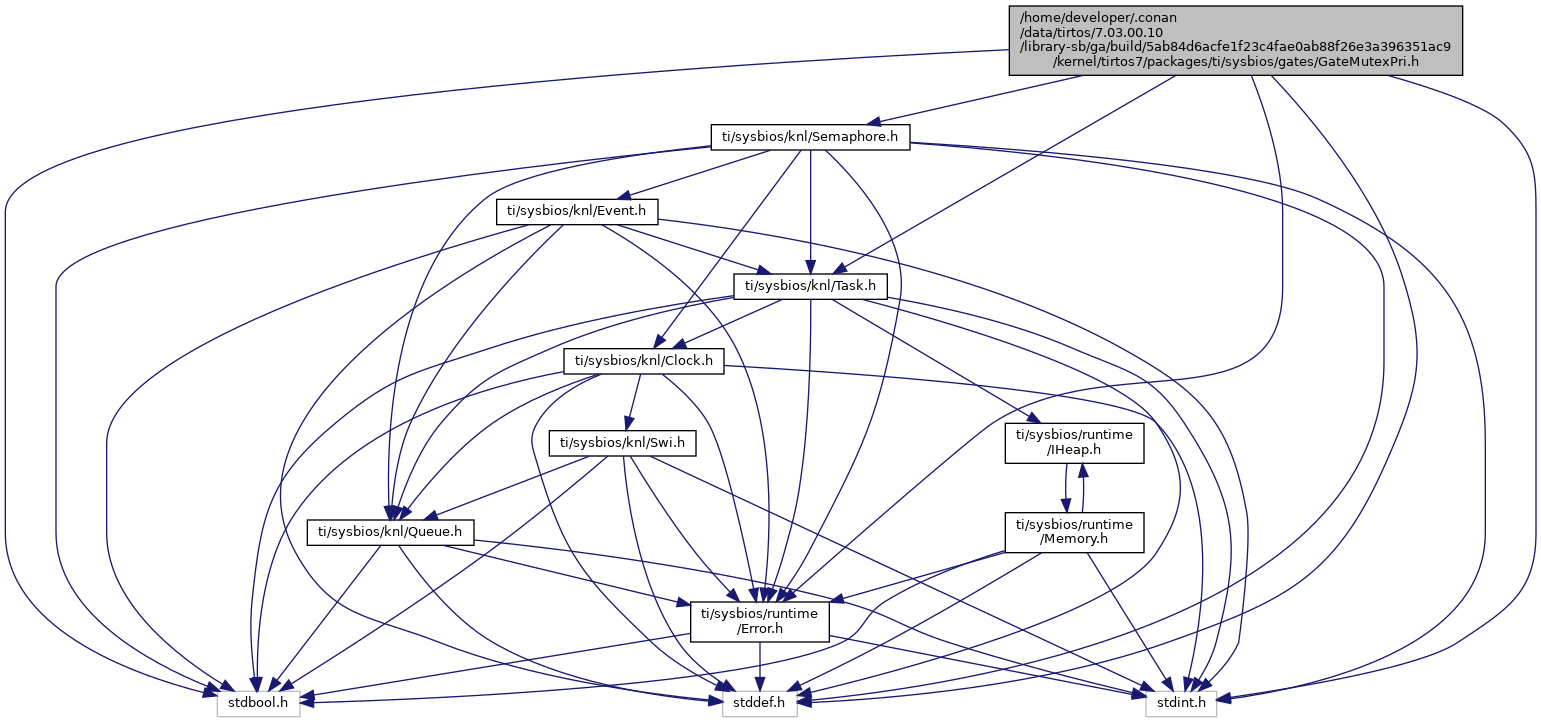 /home/developer/.conan
/data/tirtos/7.03.00.10
/library-sb/ga/build/5ab84d6acfe1f23c4fae0ab88f26e3a396351ac9
/kernel/tirtos7/packages/ti/sysbios/gates/GateMutexPri.h
ti/sysbios/knl/Semaphore.h
ti/sysbios/knl/Event.h
ti/sysbios/knl/Task.h
ti/sysbios/knl/Clock.h
ti/sysbios/knl/Swi.h
ti/sysbios/runtime
/IHeap.h
ti/sysbios/knl/Queue.h
ti/sysbios/runtime
/Memory.h
ti/sysbios/runtime
/Error.h
stdbool.h
stddef.h
stdint.h